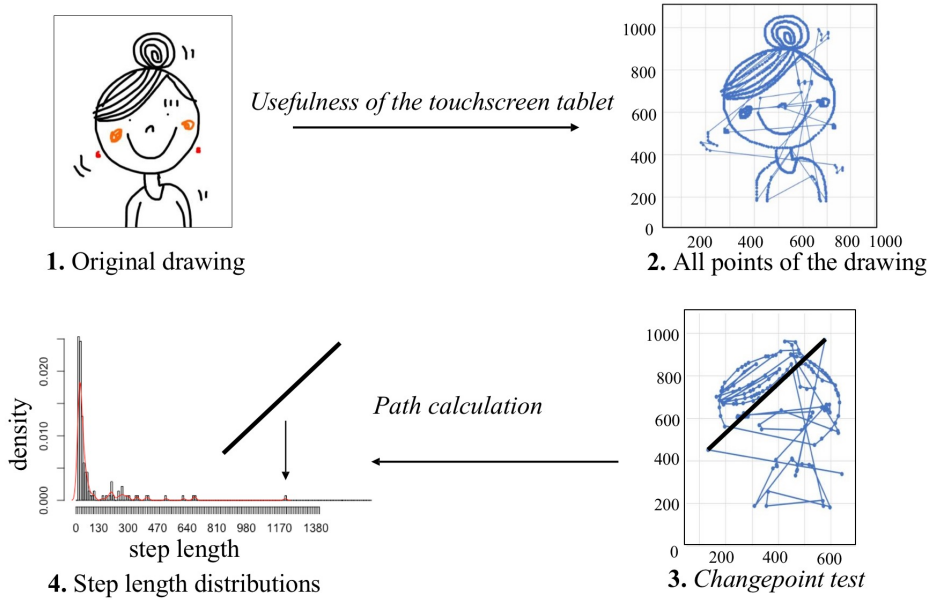 Usefulness of the touchscreen tablet
1. Original drawing
1000
800
600
400
200
0
200 400 600 800 1000
2. All points of the drawing
density
0.000 0.010 0.020
0 130 300 470 640 810 980 1170 1380
step length
4. Step length distributions
Path calculation
1000
800
600
400
200
0
200 400 600
3. Changepoint test